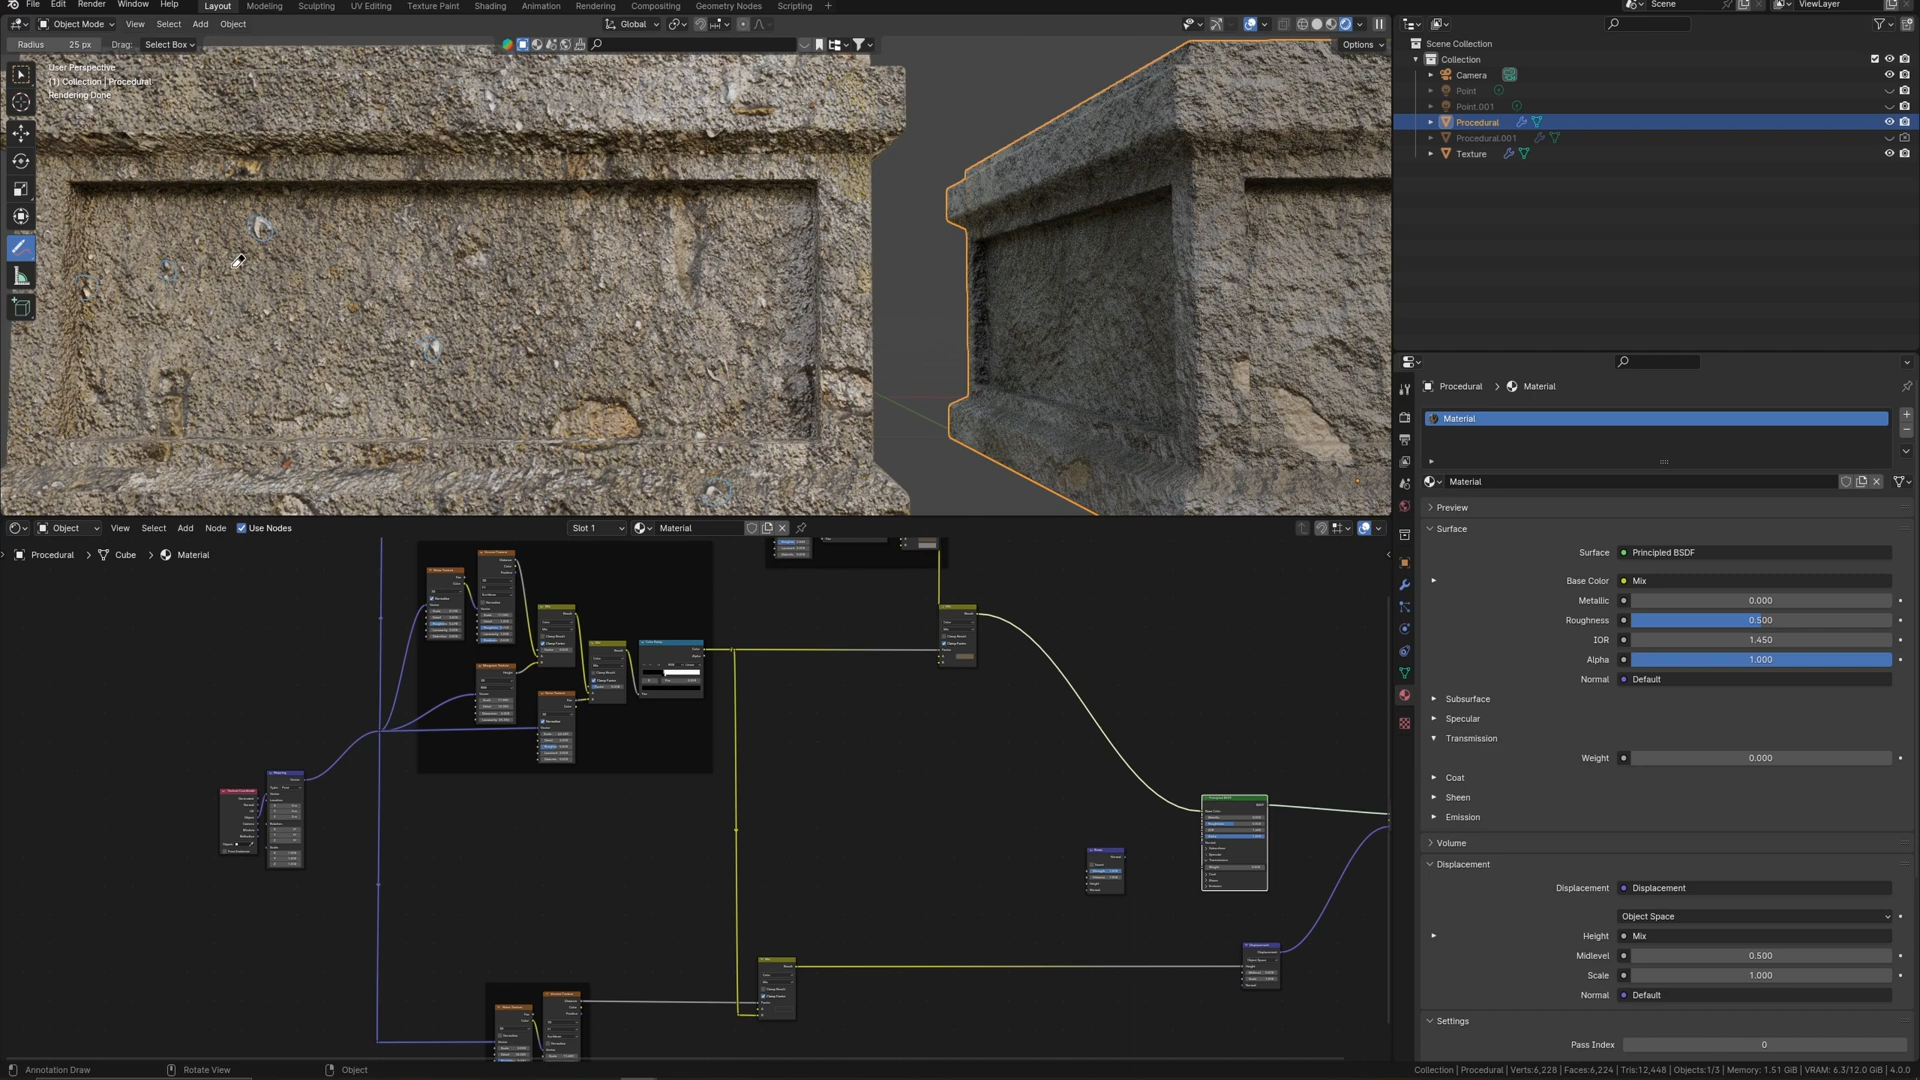 File Edit Render Window Help Layout Modeling Sculpting UV Editing Texture Paint Shading Animation Rendering Compositing Geometry Nodes Scripting + Scene ViewLayer
Object Mode View Select Add Object Global
Radius 25 px Drag: Select Box Options
User Perspective
(1) Collection | Procedural
Rendering Done
Scene Collection
Collection
Camera
Point
Point.001
Procedural
Procedural.001
Texture
Procedural > Material
Material
Material
Preview
Surface
Surface Principled BSDF
Base Color Mix
Metallic 0.000
Roughness 0.500
IOR 1.450
Alpha 1.000
Normal Default
Subsurface
Specular
Transmission
Weight 0.000
Coat
Sheen
Emission
Volume
Displacement
Displacement Displacement
Object Space
Height Mix
Midlevel 0.500
Scale 1.000
Normal Default
Settings
Pass Index 0
Object View Select Add Node Use Nodes Slot 1 Material
Procedural > Cube > Material
Annotation Draw Rotate View Object
Collection | Procedural | Verts:6,228 | Faces:6,224 | Tris:12,448 | Objects:1/3 | Memory: 1.51 GiB | VRAM: 6.3/12.0 GiB | 4.0.0